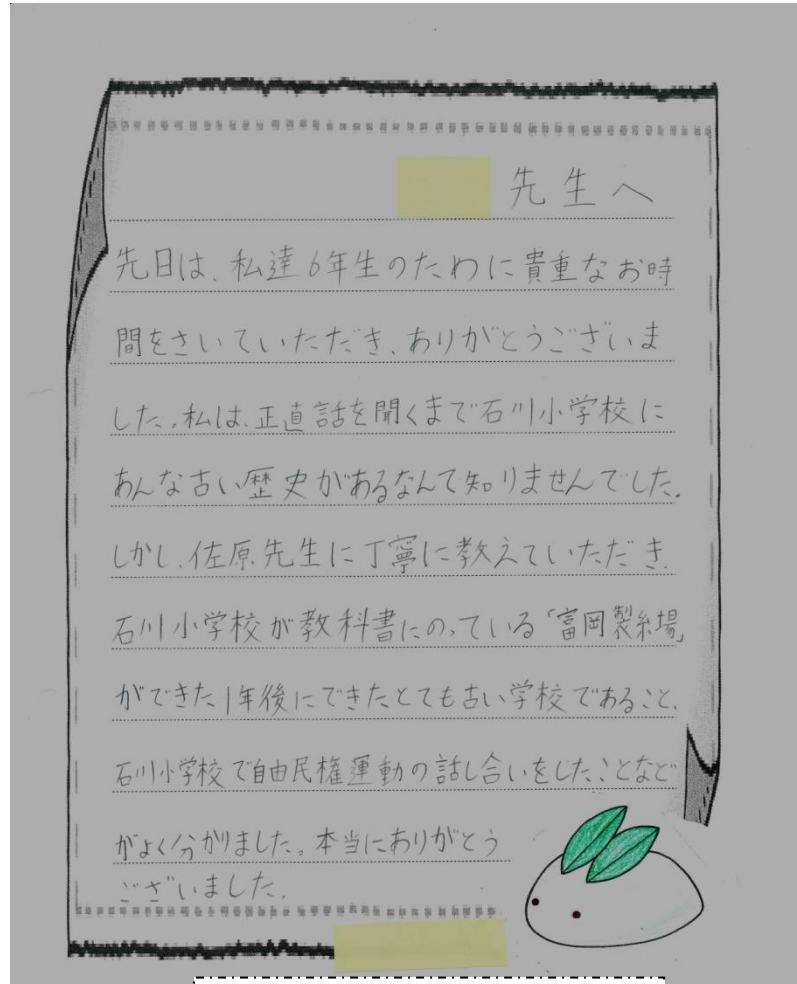 先生へ
先日は、私達6年生のために貴重なお時
間をさいていただき、ありがとうございま
した。私は、正直話を聞くまで石川小学校に
あんな古い歴史があるなんて知りませんでした。
しかし、佐原先生に丁寧に教えていただき、
石川小学校が教科書にのっている「富岡製糸場」
ができた1年後にできたとても古い学校であること、
石川小学校で自由民権運動の話し合いをしたことなど
がよく分かりました。本当にありがとう
ございました。